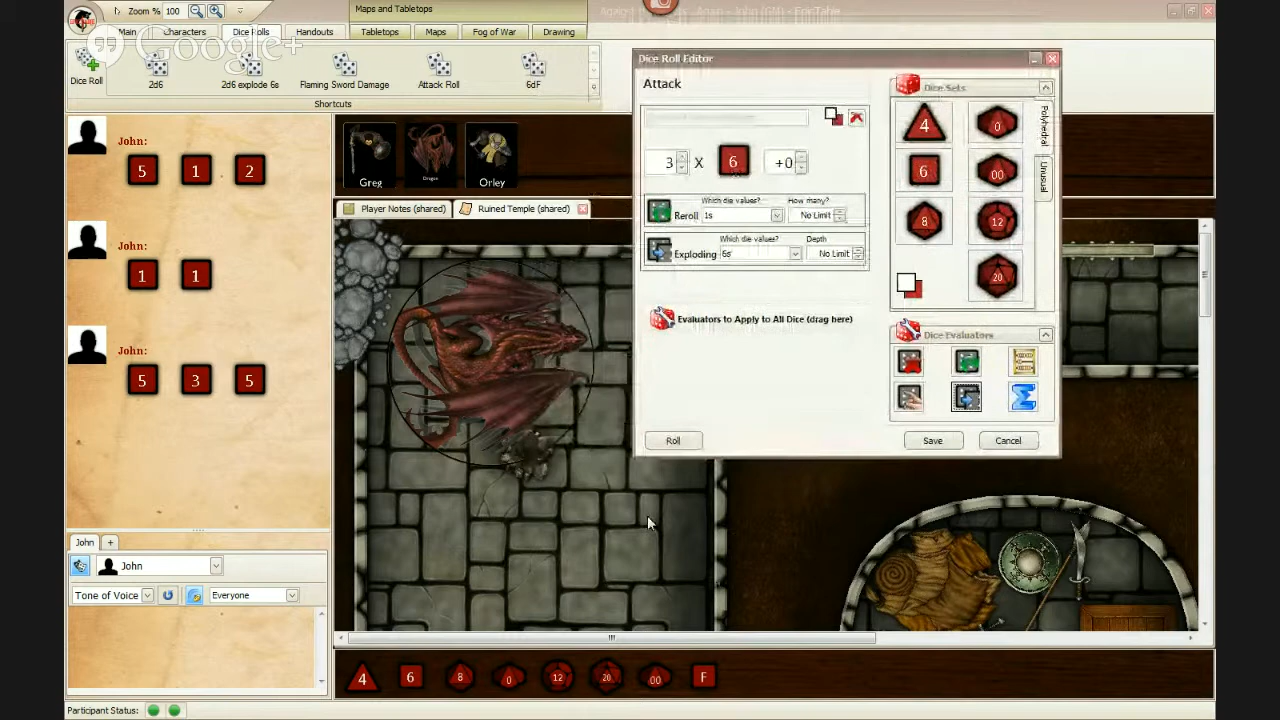 Zoom % 100
Maps and Tabletops
Main Characters Dice Rolls Handouts Tabletops Maps Fog of War Drawing
Google+
Dice Roll 2d6 2d6 explode 6s Flaming Sword Damage Attack Roll 6dF
Shortcuts
John:
5 1 2
John:
1 1
John:
5 3 5
Greg Dragon Orley
Player Notes (shared) Ruined Temple (shared)
Dice Roll Editor
Attack
3 X 6 +0
Which die values? How many?
Reroll 1s No Limit
Which die values? Depth
Exploding 6s No Limit
Evaluators to Apply to All Dice (drag here)
Roll Save Cancel
Dice Sets
4 0
6 00
8 12
20
Polyhedral
Unusual
Dice Evaluators
John +
John
Tone of Voice Everyone
4 6 8 0 12 20 00 F
Participant Status: